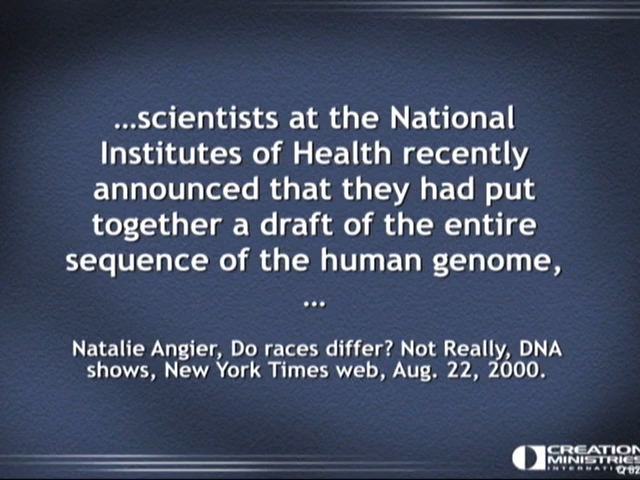 ...scientists at the National
Institutes of Health recently
announced that they had put
together a draft of the entire
sequence of the human genome,
...
Natalie Angier, Do races differ? Not Really, DNA
shows, New York Times web, Aug. 22, 2000.
CREATION
MINISTRIES
INTERNATIONAL
Q 82